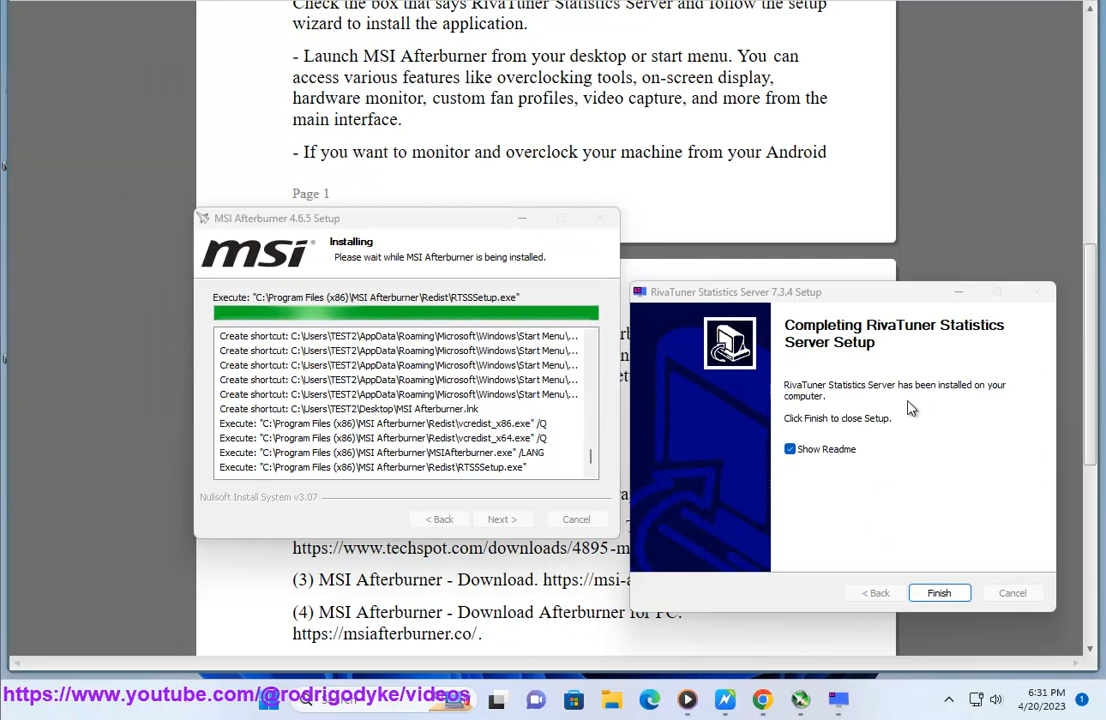 Check the box that says RivaTuner Statistics Server and follow the setup
wizard to install the application.
- Launch MSI Afterburner from your desktop or start menu. You can
access various features like overclocking tools, on-screen display,
hardware monitor, custom fan profiles, video capture, and more from the
main interface.
- If you want to monitor and overclock your machine from your Android
Page 1
MSI Afterburner 4.6.5 Setup
msi
Installing
Please wait while MSI Afterburner is being installed.
Execute: "C:\Program Files (x86)\MSI Afterburner\Redist\RTSSSetup.exe"
Create shortcut: C:\Users\TEST2\AppData\Roaming\Microsoft\Windows\Start Menu\...
Create shortcut: C:\Users\TEST2\AppData\Roaming\Microsoft\Windows\Start Menu\...
Create shortcut: C:\Users\TEST2\AppData\Roaming\Microsoft\Windows\Start Menu\...
Create shortcut: C:\Users\TEST2\AppData\Roaming\Microsoft\Windows\Start Menu\...
Create shortcut: C:\Users\TEST2\AppData\Roaming\Microsoft\Windows\Start Menu\...
Create shortcut: C:\Users\TEST2\Desktop\MSI Afterburner.lnk
Execute: "C:\Program Files (x86)\MSI Afterburner\Redist\vcredist_x86.exe" /Q
Execute: "C:\Program Files (x86)\MSI Afterburner\Redist\vcredist_x64.exe" /Q
Execute: "C:\Program Files (x86)\MSI Afterburner\MSIAfterburner.exe" /LANG
Execute: "C:\Program Files (x86)\MSI Afterburner\Redist\RTSSSetup.exe"
Nullsoft Install System v3.07
< Back
Next >
Cancel
RivaTuner Statistics Server 7.3.4 Setup
Completing RivaTuner Statistics
Server Setup
RivaTuner Statistics Server has been installed on your
computer.
Click Finish to close Setup.
Show Readme
< Back
Finish
Cancel
https://www.techspot.com/downloads/4895-m
(3) MSI Afterburner - Download. https://msi-a
(4) MSI Afterburner - Download Afterburner for PC.
https://msiafterburner.co/.
https://www.youtube.com/@rodrigodyke/videos
6:31 PM
4/20/2023
1